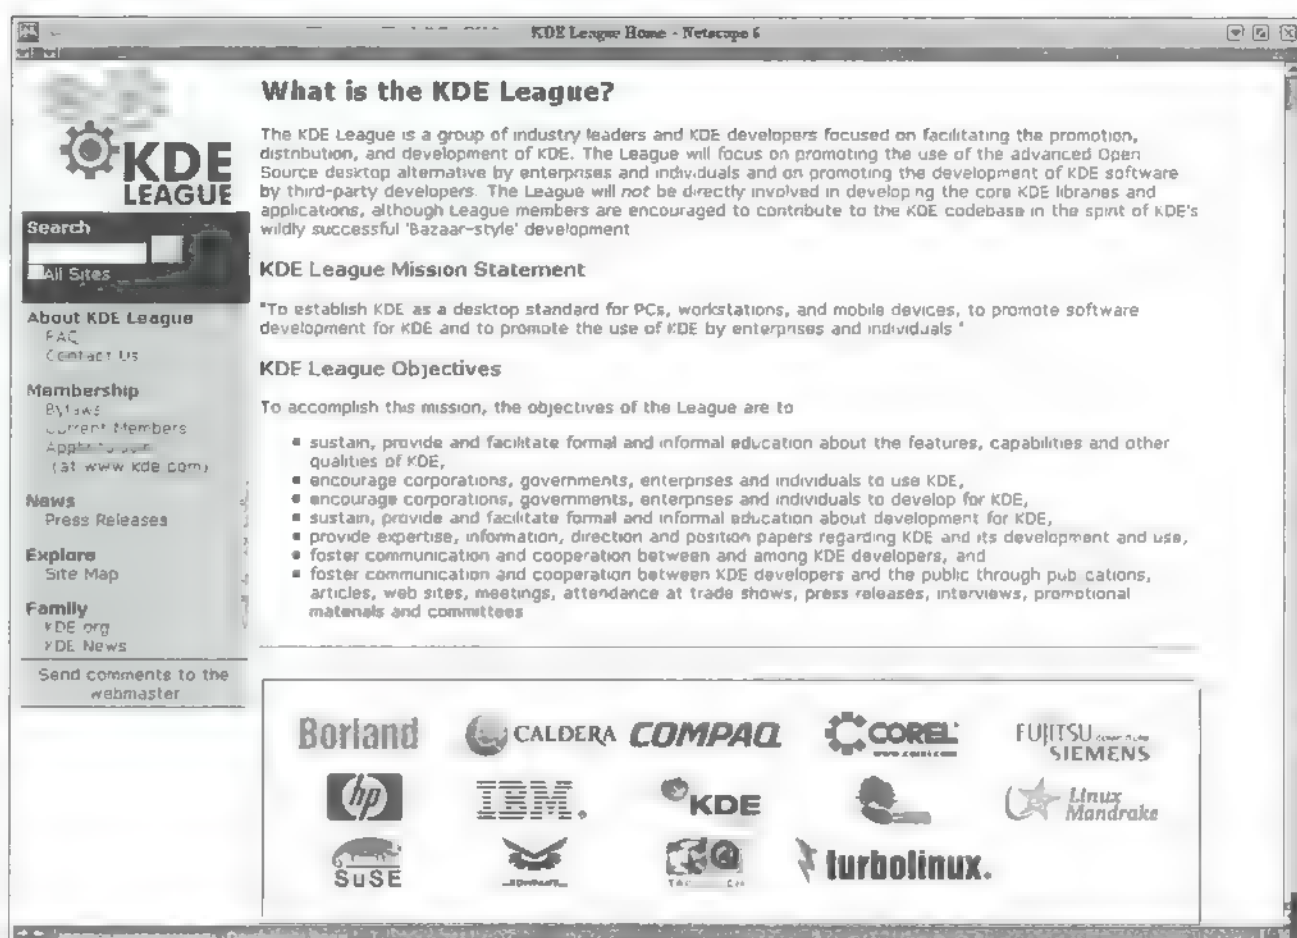 KDE League Home - Netscape 6
KDE
LEAGUE
Search
All Sites
About KDE League
FAQ
Contact Us
Membership
Bylaws
Current Members
(at www kde com)
News
Press Releases
Explore
Site Map
Family
KDE org
KDE News
Send comments to the
webmaster
What is the KDE League?
The KDE League is a group of industry leaders and KDE developers focused on facilitating the promotion,
distribution, and development of KDE. The League will focus on promoting the use of the advanced Open
Source desktop alternative by enterprises and individuals and on promoting the development of KDE software
by third-party developers. The League will not be directly involved in developing the core KDE libraries and
applications, although League members are encouraged to contribute to the KDE codebase in the spirit of KDE's
wildly successful 'Bazaar-style' development
KDE League Mission Statement
"To establish KDE as a desktop standard for PCs, workstations, and mobile devices, to promote software
development for KDE and to promote the use of KDE by enterprises and individuals "
KDE League Objectives
To accomplish this mission, the objectives of the League are to
sustain, provide and facilitate formal and informal education about the features, capabilities and other
qualities of KDE,
encourage corporations, governments, enterprises and individuals to use KDE,
encourage corporations, governments, enterprises and individuals to develop for KDE,
sustain, provide and facilitate formal and informal education about development for KDE,
provide expertise, information, direction and position papers regarding KDE and its development and use,
foster communication and cooperation between and among KDE developers, and
foster communication and cooperation between KDE developers and the public through publications,
articles, web sites, meetings, attendance at trade shows, press releases, interviews, promotional
materials and committees
Borland CALDERA COMPAQ COREL FUJITSU
SIEMENS
hp IBM KDE Linux
Mandrake
SuSE turbolinux.